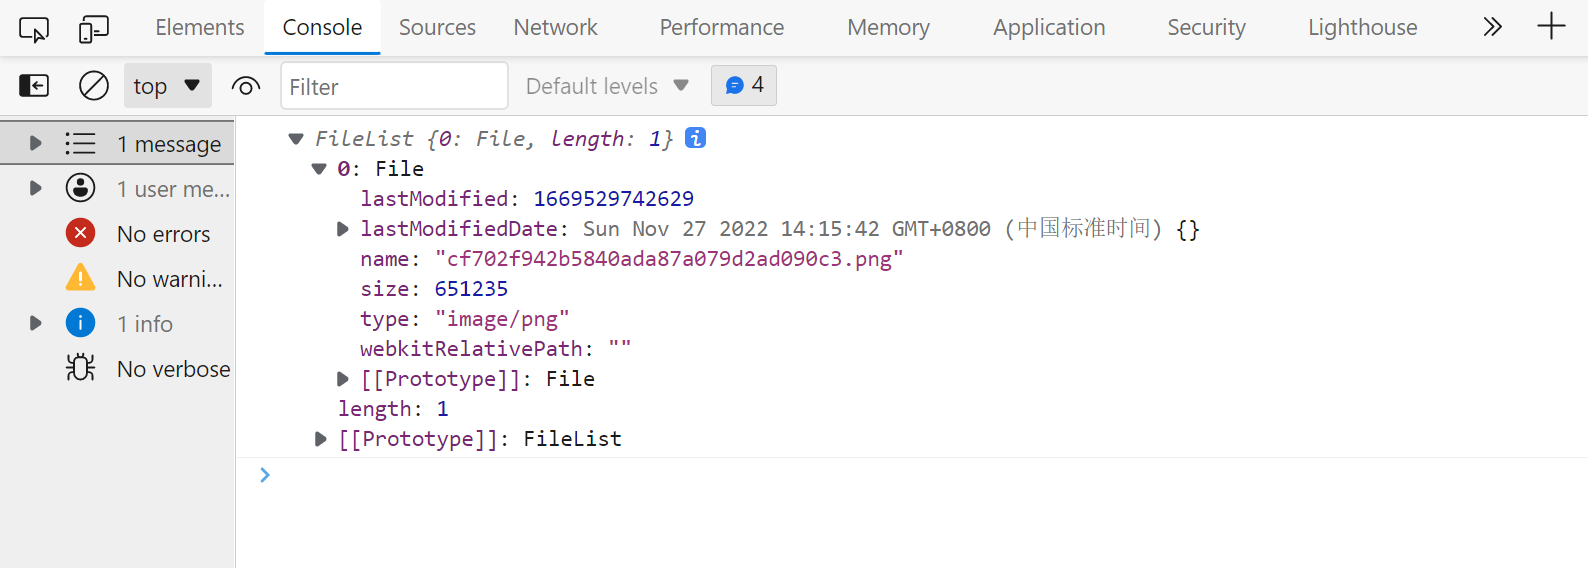 Elements Console Sources Network Performance Memory Application Security Lighthouse
top Filter Default levels 4
1 message
1 user me...
No errors
No warni...
1 info
No verbose
FileList {0: File, length: 1}
0: File
lastModified: 1669529742629
lastModifiedDate: Sun Nov 27 2022 14:15:42 GMT+0800 (中国标准时间) {}
name: "cf702f942b5840ada87a079d2ad090c3.png"
size: 651235
type: "image/png"
webkitRelativePath: ""
[[Prototype]]: File
length: 1
[[Prototype]]: FileList